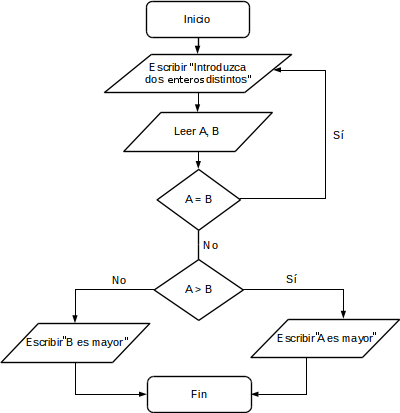 Inicio
Escribir "Introduzca
dos enteros distintos"
Leer A, B
Sí
A = B
No
No
A > B
Sí
Escribir"B es mayor"
Escribir"A es mayor"
Fin